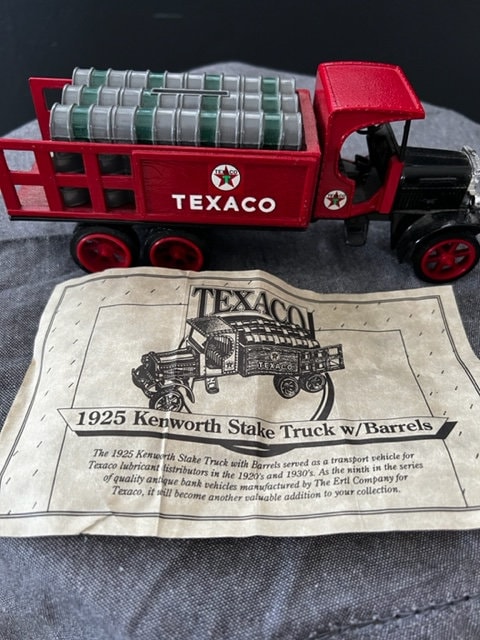 TEXACO
TEXACO
TEXACO
1925 Kenworth Stake Truck w/Barrels
The 1925 Kenworth Stake Truck with Barrels served as a transport vehicle for
Texaco lubricant distributors in the 1920's and 1930's. As the ninth in the series
of quality antique bank vehicles manufactured by The Ertl Company for
Texaco, it will become another valuable addition to your collection.